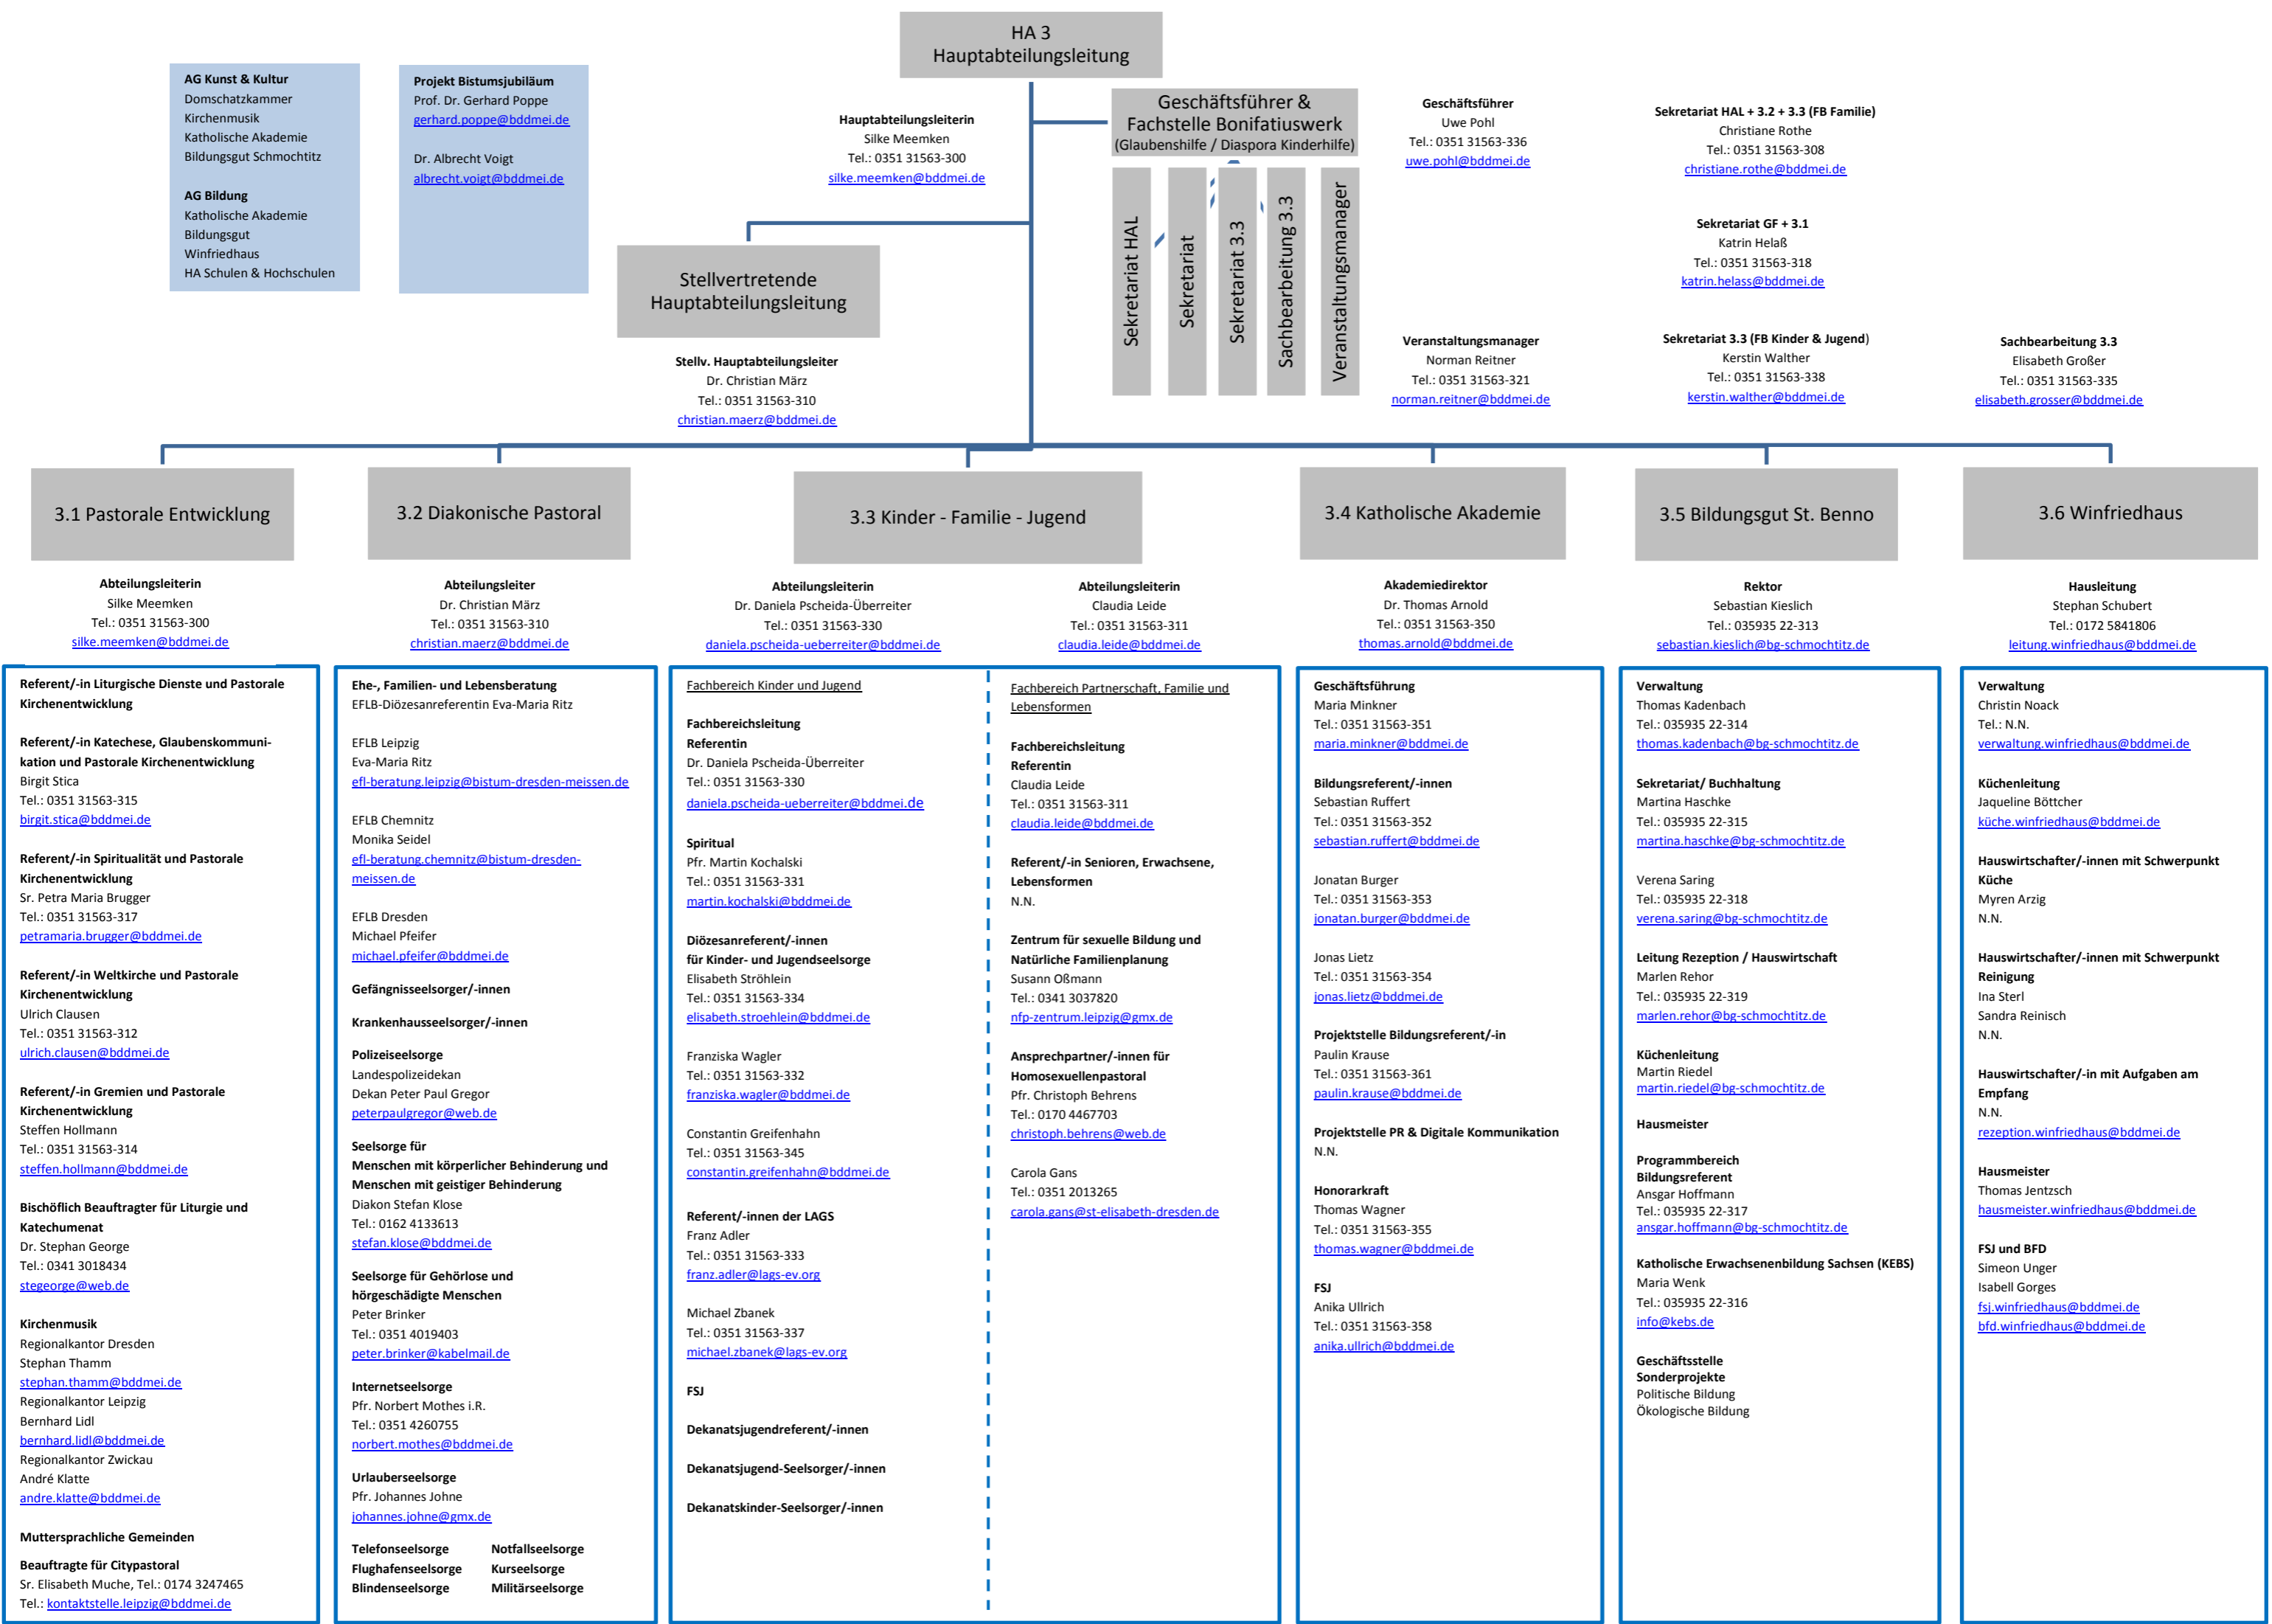 HA 3
Hauptabteilungsleitung
AG Kunst & Kultur
Domschatzkammer
Kirchenmusik
Katholische Akademie
Bildungsgut Schmochtitz
AG Bildung
Katholische Akademie
Bildungsgut
Winfriedhaus
HA Schulen & Hochschulen
Projekt Bistumsjubiläum
Prof. Dr. Gerhard Poppe
gerhard.poppe@bddmei.de
Dr. Albrecht Voigt
albrecht.voigt@bddmei.de
Hauptabteilungsleiterin
Silke Meemken
Tel.: 0351 31563-300
silke.meemken@bddmei.de
Geschäftsführer &
Fachstelle Bonifatiuswerk
(Glaubenshilfe / Diaspora Kinderhilfe)
Sekretariat HAL
Sekretariat
Sekretariat 3.3
Sachbearbeitung 3.3
Veranstaltungsmanager
Geschäftsführer
Uwe Pohl
Tel.: 0351 31563-336
uwe.pohl@bddmei.de
Sekretariat HAL + 3.2 + 3.3 (FB Familie)
Christiane Rothe
Tel.: 0351 31563-308
christiane.rothe@bddmei.de
Sekretariat GF + 3.1
Katrin Helaß
Tel.: 0351 31563-318
katrin.helass@bddmei.de
Stellvertretende
Hauptabteilungsleitung
Stellv. Hauptabteilungsleiter
Dr. Christian März
Tel.: 0351 31563-310
christian.maerz@bddmei.de
Veranstaltungsmanager
Norman Reitner
Tel.: 0351 31563-321
norman.reitner@bddmei.de
Sekretariat 3.3 (FB Kinder & Jugend)
Kerstin Walther
Tel.: 0351 31563-338
kerstin.walther@bddmei.de
Sachbearbeitung 3.3
Elisabeth Großer
Tel.: 0351 31563-335
elisabeth.grosser@bddmei.de
3.1 Pastorale Entwicklung
Abteilungsleiterin
Silke Meemken
Tel.: 0351 31563-300
silke.meemken@bddmei.de
Referent/-in Liturgische Dienste und Pastorale
Kirchenentwicklung
Referent/-in Katechese, Glaubenskommuni-
kation und Pastorale Kirchenentwicklung
Birgit Stica
Tel.: 0351 31563-315
birgit.stica@bddmei.de
Referent/-in Spiritualität und Pastorale
Kirchenentwicklung
Sr. Petra Maria Brugger
Tel.: 0351 31563-317
petramaria.brugger@bddmei.de
Referent/-in Weltkirche und Pastorale
Kirchenentwicklung
Ulrich Clausen
Tel.: 0351 31563-312
ulrich.clausen@bddmei.de
Referent/-in Gremien und Pastorale
Kirchenentwicklung
Steffen Hollmann
Tel.: 0351 31563-314
steffen.hollmann@bddmei.de
Bischöflich Beauftragter für Liturgie und
Katechumenat
Dr. Stephan George
Tel.: 0341 3018434
stegeorge@web.de
Kirchenmusik
Regionalkantor Dresden
Stephan Thamm
stephan.thamm@bddmei.de
Regionalkantor Leipzig
Bernhard Lidl
bernhard.lidl@bddmei.de
Regionalkantor Zwickau
André Klatte
andre.klatte@bddmei.de
Muttersprachliche Gemeinden
Beauftragte für Citypastoral
Sr. Elisabeth Muche, Tel.: 0174 3247465
Tel.: kontaktstelle.leipzig@bddmei.de
3.2 Diakonische Pastoral
Abteilungsleiter
Dr. Christian März
Tel.: 0351 31563-310
christian.maerz@bddmei.de
Ehe-, Familien- und Lebensberatung
EFLB-Diözesanreferentin Eva-Maria Ritz
EFLB Leipzig
Eva-Maria Ritz
efl-beratung.leipzig@bistum-dresden-meissen.de
EFLB Chemnitz
Monika Seidel
efl-beratung.chemnitz@bistum-dresden-
meissen.de
EFLB Dresden
Michael Pfeifer
michael.pfeifer@bddmei.de
Gefängnisseelsorger/-innen
Krankenhausseelsorger/-innen
Polizeiseelsorge
Landespolizeidekan
Dekan Peter Paul Gregor
peterpaulgregor@web.de
Seelsorge für
Menschen mit körperlicher Behinderung und
Menschen mit geistiger Behinderung
Diakon Stefan Klose
Tel.: 0162 4133613
stefan.klose@bddmei.de
Seelsorge für Gehörlose und
hörgeschädigte Menschen
Peter Brinker
Tel.: 0351 4019403
peter.brinker@kabelmail.de
Internetseelsorge
Pfr. Norbert Mothes i.R.
Tel.: 0351 4260755
norbert.mothes@bddmei.de
Urlauberseelsorge
Pfr. Johannes Johne
johannes.johne@gmx.de
Telefonseelsorge Notfallseelsorge
Flughafenseelsorge Kurseelsorge
Blindenseelsorge Militärseelsorge
3.3 Kinder - Familie - Jugend
Abteilungsleiterin
Dr. Daniela Pscheida-Überreiter
Tel.: 0351 31563-330
daniela.pscheida-ueberreiter@bddmei.de
Abteilungsleiterin
Claudia Leide
Tel.: 0351 31563-311
claudia.leide@bddmei.de
Fachbereich Kinder und Jugend
Fachbereichsleitung
Referentin
Dr. Daniela Pscheida-Überreiter
Tel.: 0351 31563-330
daniela.pscheida-ueberreiter@bddmei.de
Spiritual
Pfr. Martin Kochalski
Tel.: 0351 31563-331
martin.kochalski@bddmei.de
Diözesanreferent/-innen
für Kinder- und Jugendseelsorge
Elisabeth Ströhlein
Tel.: 0351 31563-334
elisabeth.stroehlein@bddmei.de
Franziska Wagler
Tel.: 0351 31563-332
franziska.wagler@bddmei.de
Constantin Greifenhahn
Tel.: 0351 31563-345
constantin.greifenhahn@bddmei.de
Referent/-innen der LAGS
Franz Adler
Tel.: 0351 31563-333
franz.adler@lags-ev.org
Michael Zbanek
Tel.: 0351 31563-337
michael.zbanek@lags-ev.org
FSJ
Dekanatsjugendreferent/-innen
Dekanatsjugend-Seelsorger/-innen
Dekanatskinder-Seelsorger/-innen
Fachbereich Partnerschaft, Familie und
Lebensformen
Fachbereichsleitung
Referentin
Claudia Leide
Tel.: 0351 31563-311
claudia.leide@bddmei.de
Referent/-in Senioren, Erwachsene,
Lebensformen
N.N.
Zentrum für sexuelle Bildung und
Natürliche Familienplanung
Susann Oßmann
Tel.: 0341 3037820
nfp-zentrum.leipzig@gmx.de
Ansprechpartner/-innen für
Homosexuellenpastoral
Pfr. Christoph Behrens
Tel.: 0170 4467703
christoph.behrens@web.de
Carola Gans
Tel.: 0351 2013265
carola.gans@st-elisabeth-dresden.de
3.4 Katholische Akademie
Akademiedirektor
Dr. Thomas Arnold
Tel.: 0351 31563-350
thomas.arnold@bddmei.de
Geschäftsführung
Maria Minkner
Tel.: 0351 31563-351
maria.minkner@bddmei.de
Bildungsreferent/-innen
Sebastian Ruffert
Tel.: 0351 31563-352
sebastian.ruffert@bddmei.de
Jonatan Burger
Tel.: 0351 31563-353
jonatan.burger@bddmei.de
Jonas Lietz
Tel.: 0351 31563-354
jonas.lietz@bddmei.de
Projektstelle Bildungsreferent/-in
Paulin Krause
Tel.: 0351 31563-361
paulin.krause@bddmei.de
Projektstelle PR & Digitale Kommunikation
N.N.
Honorarkraft
Thomas Wagner
Tel.: 0351 31563-355
thomas.wagner@bddmei.de
FSJ
Anika Ullrich
Tel.: 0351 31563-358
anika.ullrich@bddmei.de
3.5 Bildungsgut St. Benno
Rektor
Sebastian Kieslich
Tel.: 035935 22-313
sebastian.kieslich@bg-schmochtitz.de
Verwaltung
Thomas Kadenbach
Tel.: 035935 22-314
thomas.kadenbach@bg-schmochtitz.de
Sekretariat/ Buchhaltung
Martina Haschke
Tel.: 035935 22-315
martina.haschke@bg-schmochtitz.de
Verena Saring
Tel.: 035935 22-318
verena.saring@bg-schmochtitz.de
Leitung Rezeption / Hauswirtschaft
Marlen Rehor
Tel.: 035935 22-319
marlen.rehor@bg-schmochtitz.de
Küchenleitung
Martin Riedel
martin.riedel@bg-schmochtitz.de
Hausmeister
Programmbereich
Bildungsreferent
Ansgar Hoffmann
Tel.: 035935 22-317
ansgar.hoffmann@bg-schmochtitz.de
Katholische Erwachsenenbildung Sachsen (KEBS)
Maria Wenk
Tel.: 035935 22-316
info@kebs.de
Geschäftsstelle
Sonderprojekte
Politische Bildung
Ökologische Bildung
3.6 Winfriedhaus
Hausleitung
Stephan Schubert
Tel.: 0172 5841806
leitung.winfriedhaus@bddmei.de
Verwaltung
Christin Noack
Tel.: N.N.
verwaltung.winfriedhaus@bddmei.de
Küchenleitung
Jaqueline Böttcher
küche.winfriedhaus@bddmei.de
Hauswirtschafter/-innen mit Schwerpunkt
Küche
Myren Arzig
N.N.
Hauswirtschafter/-innen mit Schwerpunkt
Reinigung
Ina Sterl
Sandra Reinisch
N.N.
Hauswirtschafter/-in mit Aufgaben am
Empfang
N.N.
rezeption.winfriedhaus@bddmei.de
Hausmeister
Thomas Jentzsch
hausmeister.winfriedhaus@bddmei.de
FSJ und BFD
Simeon Unger
Isabell Gorges
fsj.winfriedhaus@bddmei.de
bfd.winfriedhaus@bddmei.de